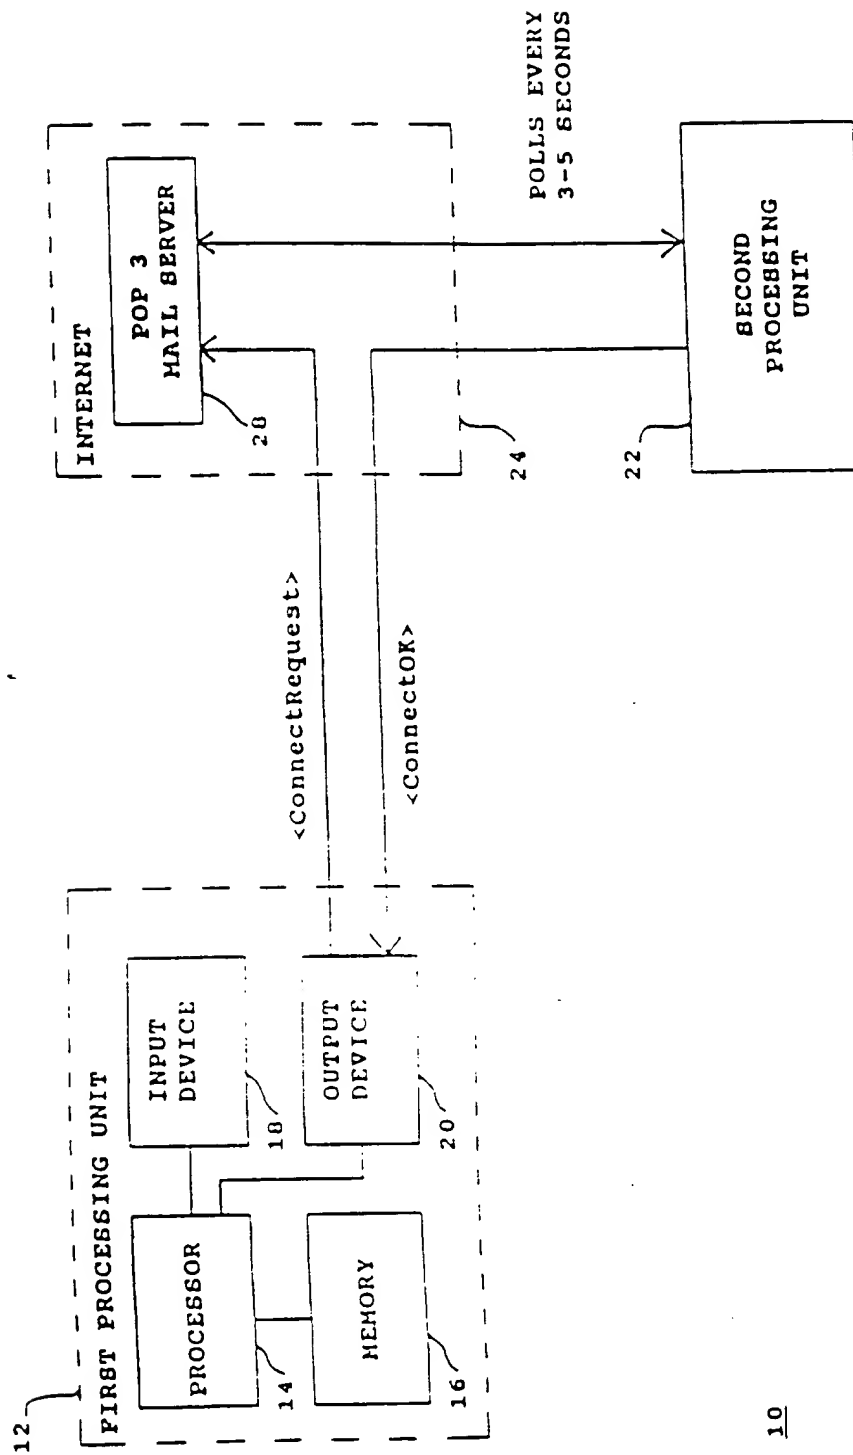 12
FIRST PROCESSING UNIT
PROCESSOR
14
MEMORY
16
INPUT
DEVICE
18
OUTPUT
DEVICE
20
<ConnectRequest>
<ConnectOK>
INTERNET
POP 3
MAIL SERVER
28
24
POLLS EVERY
3-5 SECONDS
22
SECOND
PROCESSING
UNIT
10